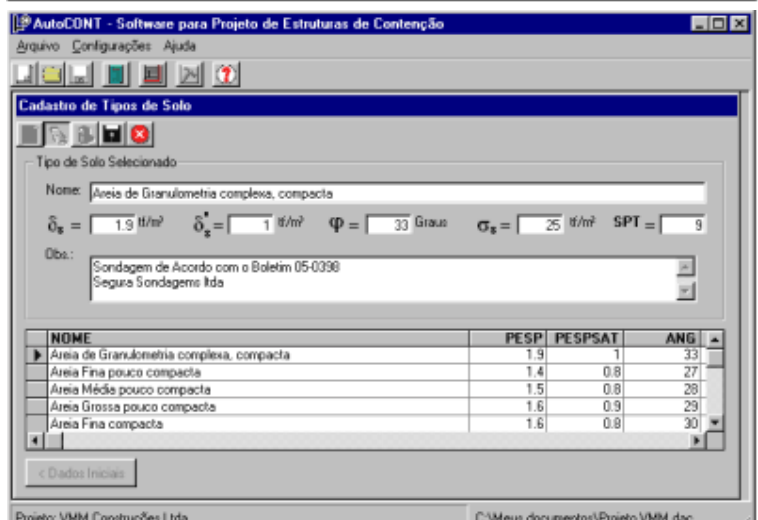 AutoCONT - Software para Projeto de Estruturas de Contenção
Arquivo Configurações Ajuda
Cadastro de Tipos de Solo
Tipo de Solo Selecionado
Nome: Areia de Granulometria complexa, compacta
δs = 1.9 tf/m³ δ's = 1 tf/m³ φ = 33 Graus σs = 25 tf/m² SPT = 9
Obs.:
Sondagem de Acordo com o Boletim 05-0398
Segura Sondagens ltda
NOME PESP PESPSAT ANG
Areia de Granulometria complexa, compacta 1.9 1 33
Areia Fina pouco compacta 1.4 0.8 27
Areia Média pouco compacta 1.5 0.8 28
Areia Grossa pouco compacta 1.6 0.9 29
Areia Fina compacta 1.6 0.8 30
< Dados Iniciais
Projeto: VMM Construções Ltda C:\Meus documentos\Projeto VMM.dac